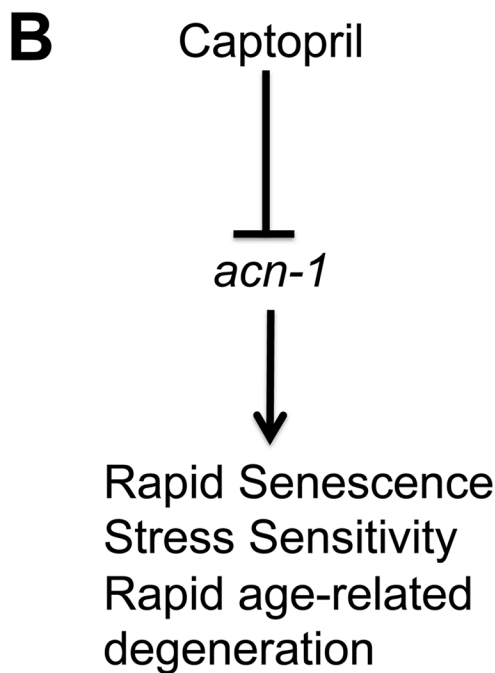 B
Captopril
acn-1
Rapid Senescence
Stress Sensitivity
Rapid age-related
degeneration